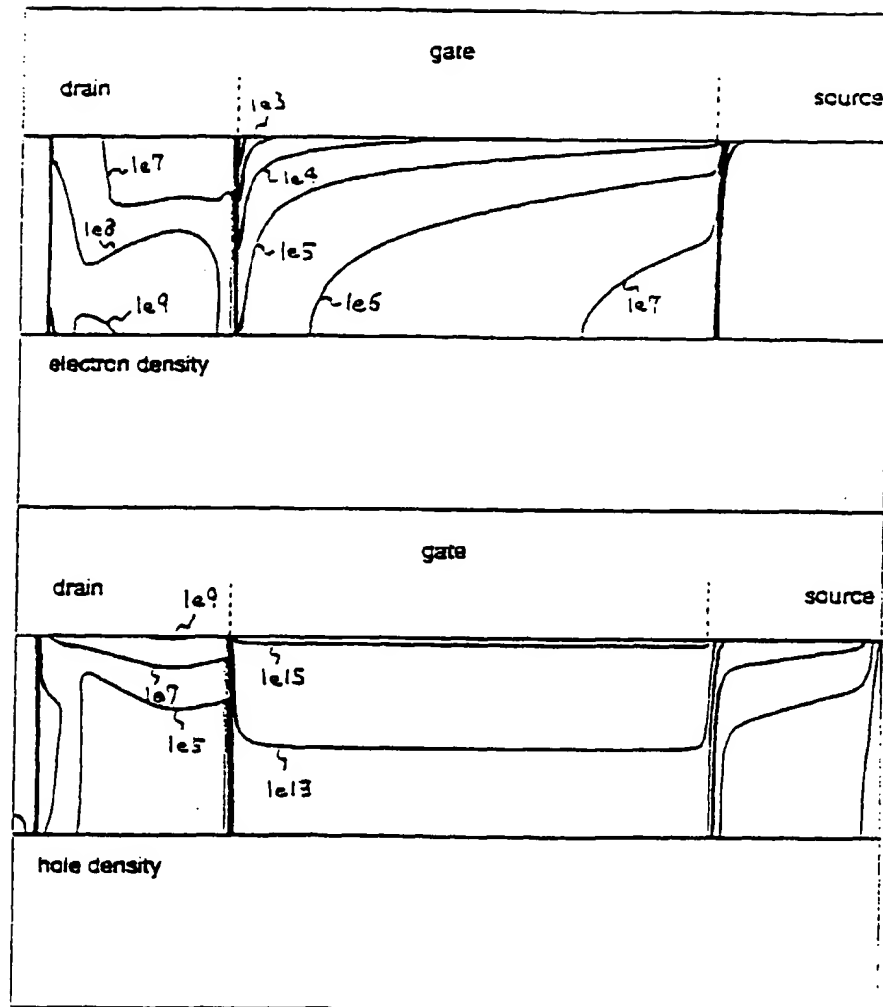 gate
drain
source
1e3
1e7
1e4
1e8
1e5
1e9
1e6
1e7
electron density
gate
drain
source
1e9
1e7
1e15
1e5
1e13
hole density